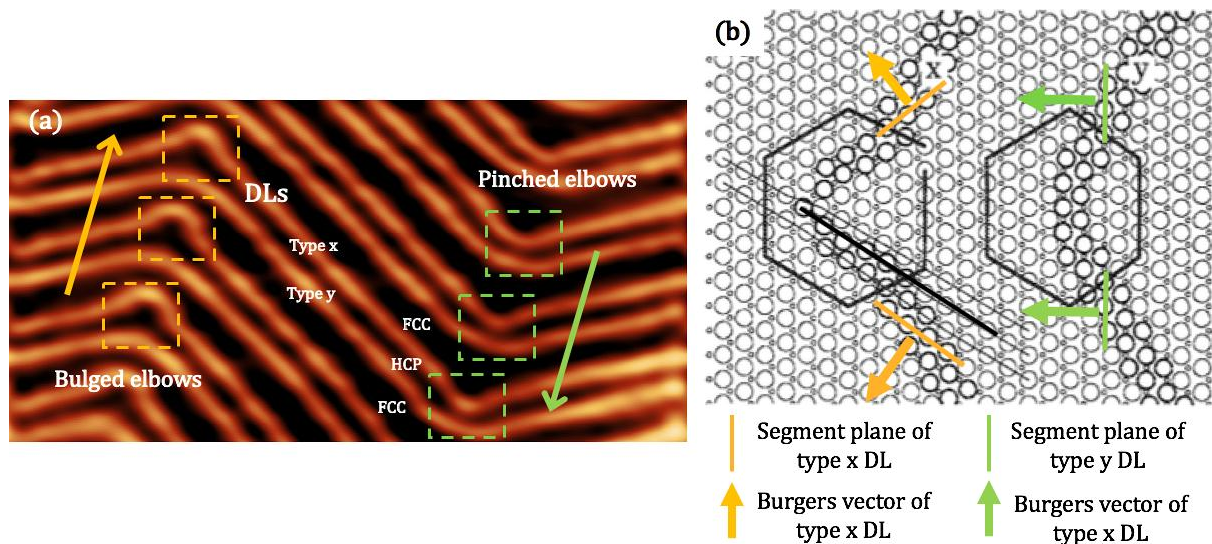 (a)
Pinched elbows
DLs
Type x
Type y
FCC
HCP
Bulged elbows
FCC
(b)
x
y
Segment plane of
type x DL
Segment plane of
type y DL
Burgers vector of
type x DL
Burgers vector of
type x DL